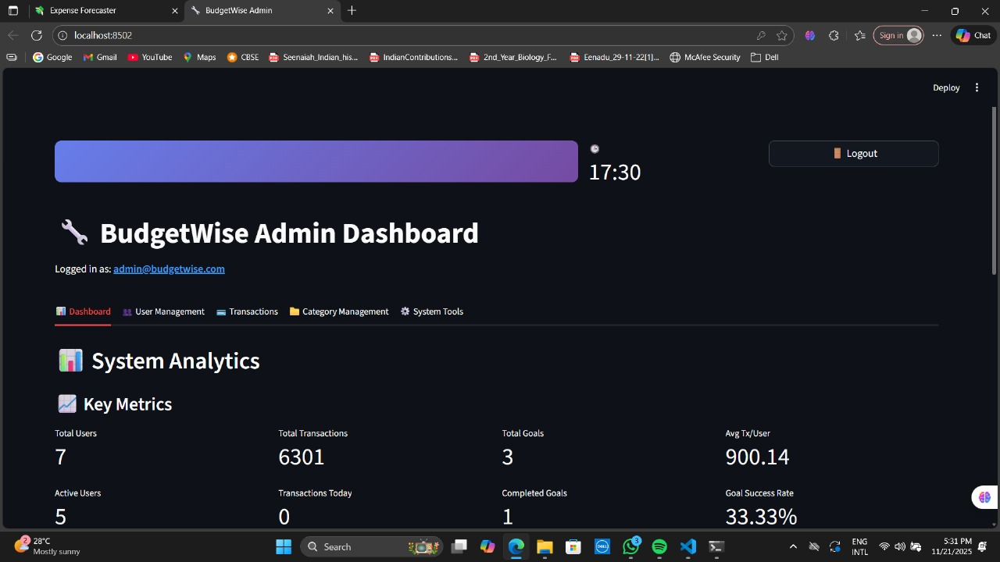 Expense Forecaster
BudgetWise Admin
localhost:8502
Sign in
Chat
Google
Gmail
YouTube
Maps
CBSE
Seenaiah_Indian_his...
IndianContributions...
2nd_Year_Biology_F...
Eenadu_29-11-22[1]...
McAfee Security
Dell
Deploy
17:30
Logout
BudgetWise Admin Dashboard
Logged in as: admin@budgetwise.com
Dashboard
User Management
Transactions
Category Management
System Tools
System Analytics
Key Metrics
Total Users
Total Transactions
Total Goals
Avg Tx/User
7
6301
3
900.14
Active Users
Transactions Today
Completed Goals
Goal Success Rate
5
0
1
33.33%
2
28°C
Mostly sunny
Search
DELL
3
ENG
INTL
5:31 PM
11/21/2025